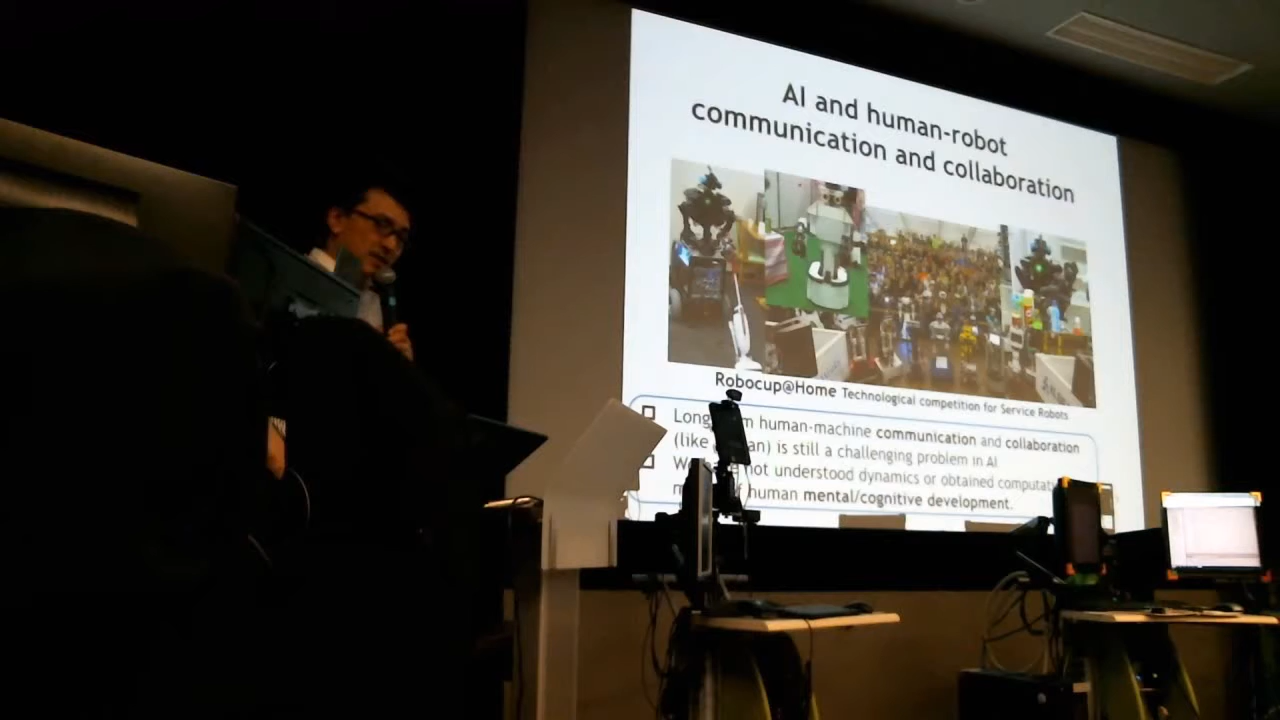 AI and human-robot
communication and collaboration
Robocup@Home Technological competition for Service Robots
human-machine communication and collaboration
(like is still a challenging problem in AI
not understood dynamics or obtained
human mental/cognitive development.